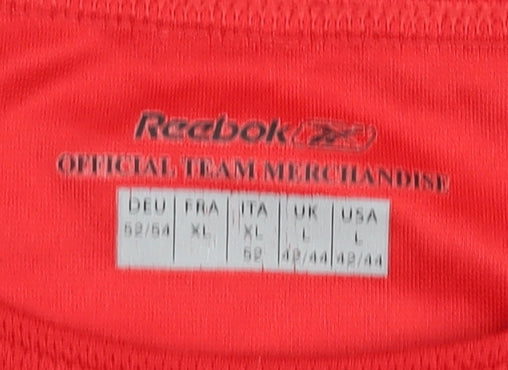 Reebok
OFFICIAL TEAM MERCHANDISE
DEU FRA ITA UK USA
52/54 XL XL L L
52 42/44 42/44